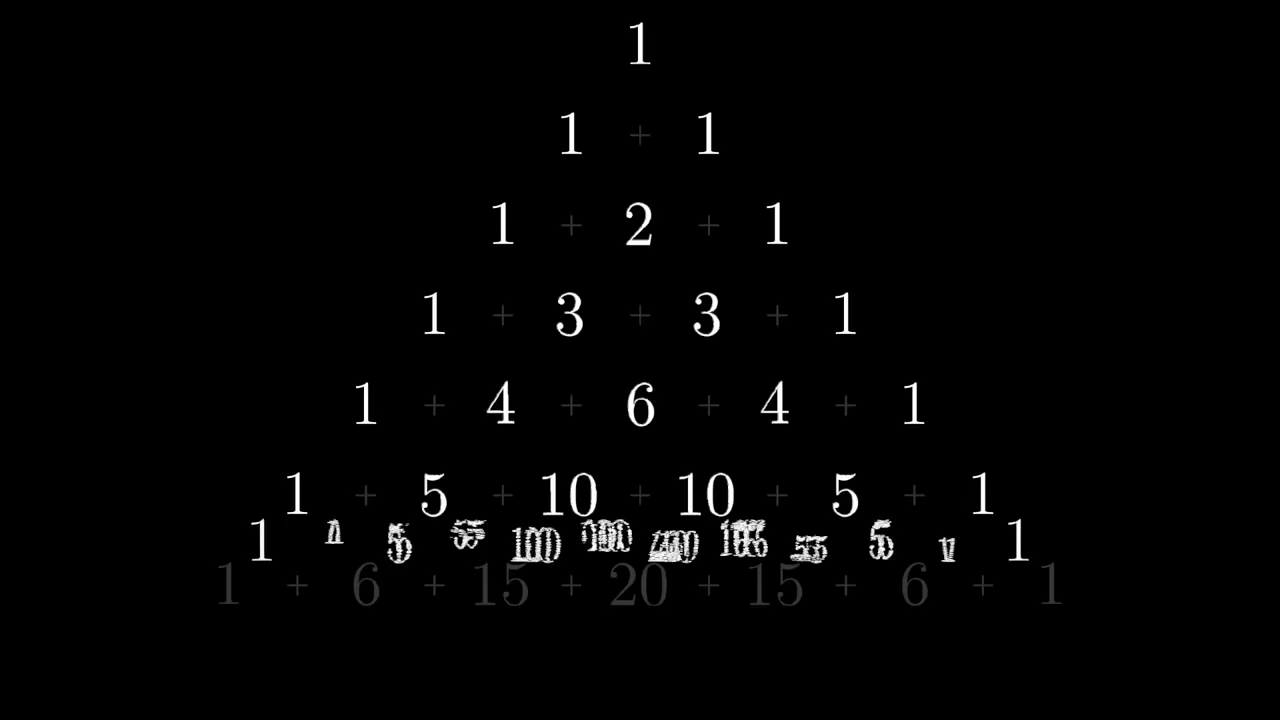 1
1 + 1
1 + 2 + 1
1 + 3 + 3 + 1
1 + 4 + 6 + 4 + 1
1 + 5 + 10 + 10 + 5 + 1
1 1
1 + 6 + 15 + 20 + 15 + 6 + 1